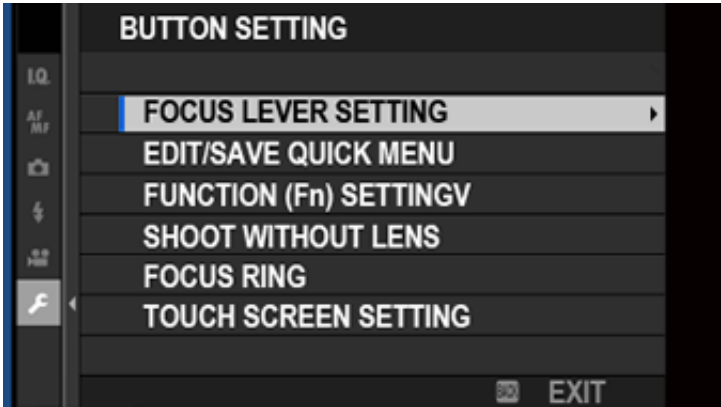 BUTTON SETTING
I.Q.
FOCUS LEVER SETTING
AF
MF
EDIT/SAVE QUICK MENU
FUNCTION (Fn) SETTINGV
SHOOT WITHOUT LENS
FOCUS RING
TOUCH SCREEN SETTING
EXIT